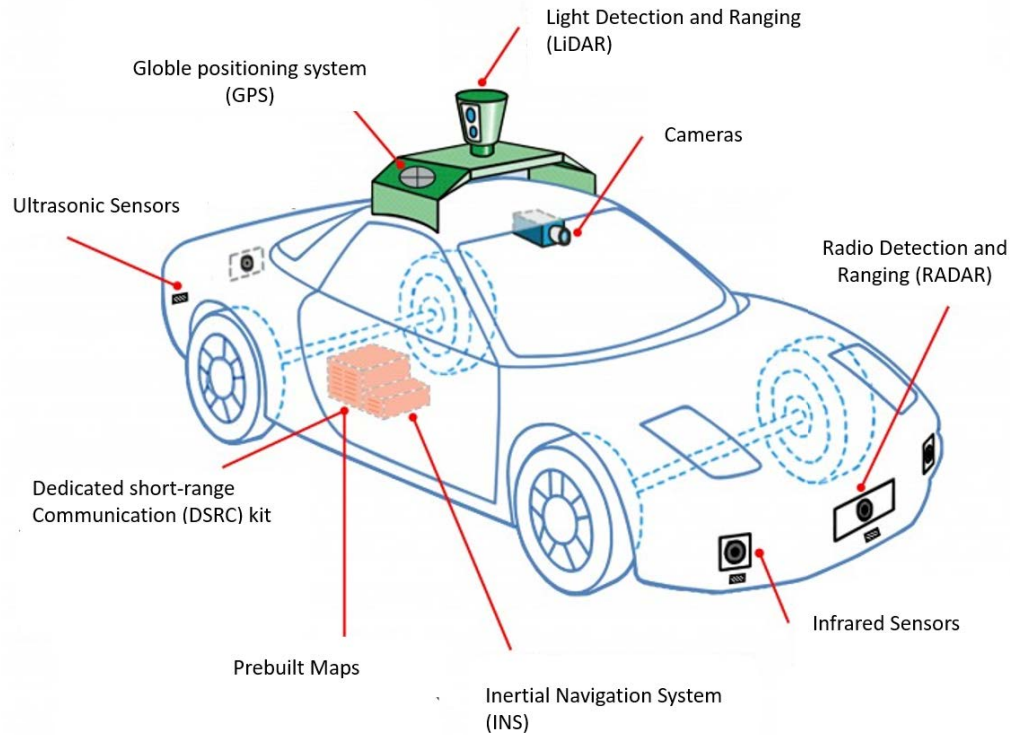 Light Detection and Ranging
(LiDAR)
Globle positioning system
(GPS)
Cameras
Ultrasonic Sensors
Radio Detection and
Ranging (RADAR)
Dedicated short-range
Communication (DSRC) kit
Infrared Sensors
Prebuilt Maps
Inertial Navigation System
(INS)